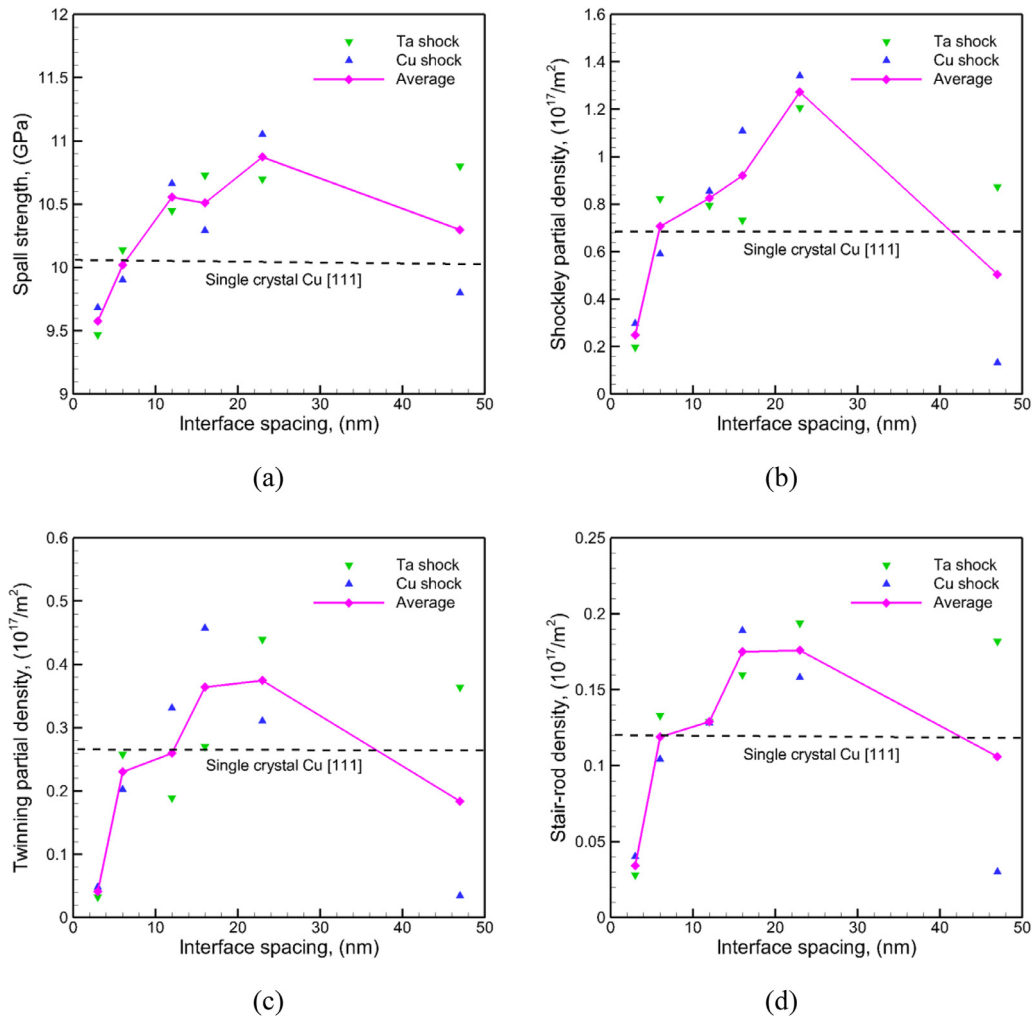 12
11.5
11
10.5
10
9.5
9
Spall strength, (GPa)
Ta shock
Cu shock
Average
Single crystal Cu [111]
0 10 20 30 40 50
Interface spacing, (nm)
(a)
1.6
1.4
1.2
1
0.8
0.6
0.4
0.2
0
Shockley partial density, (10¹⁷/m²)
Ta shock
Cu shock
Average
Single crystal Cu [111]
0 10 20 30 40 50
Interface spacing, (nm)
(b)
0.6
0.5
0.4
0.3
0.2
0.1
0
Twinning partial density, (10¹⁷/m²)
Ta shock
Cu shock
Average
Single crystal Cu [111]
0 10 20 30 40 50
Interface spacing, (nm)
(c)
0.25
0.2
0.15
0.1
0.05
0
Stair-rod density, (10¹⁷/m²)
Ta shock
Cu shock
Average
Single crystal Cu [111]
0 10 20 30 40 50
Interface spacing, (nm)
(d)